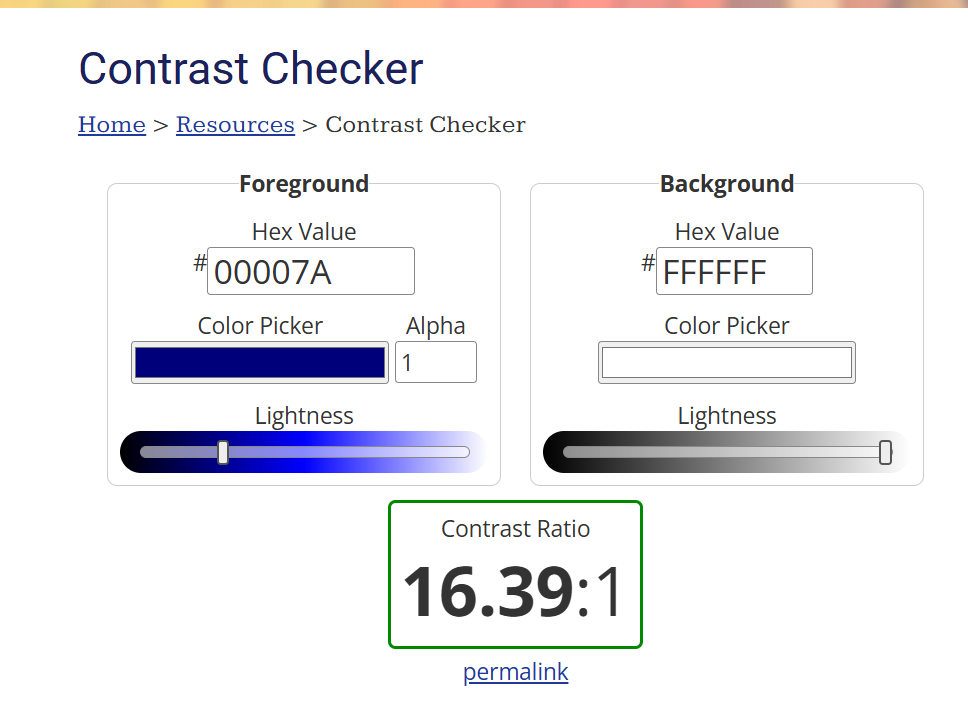 Contrast Checker
Home > Resources > Contrast Checker
Foreground
Hex Value
#00007A
Color Picker Alpha
1
Lightness
Background
Hex Value
#FFFFFF
Color Picker
Lightness
Contrast Ratio
16.39:1
permalink